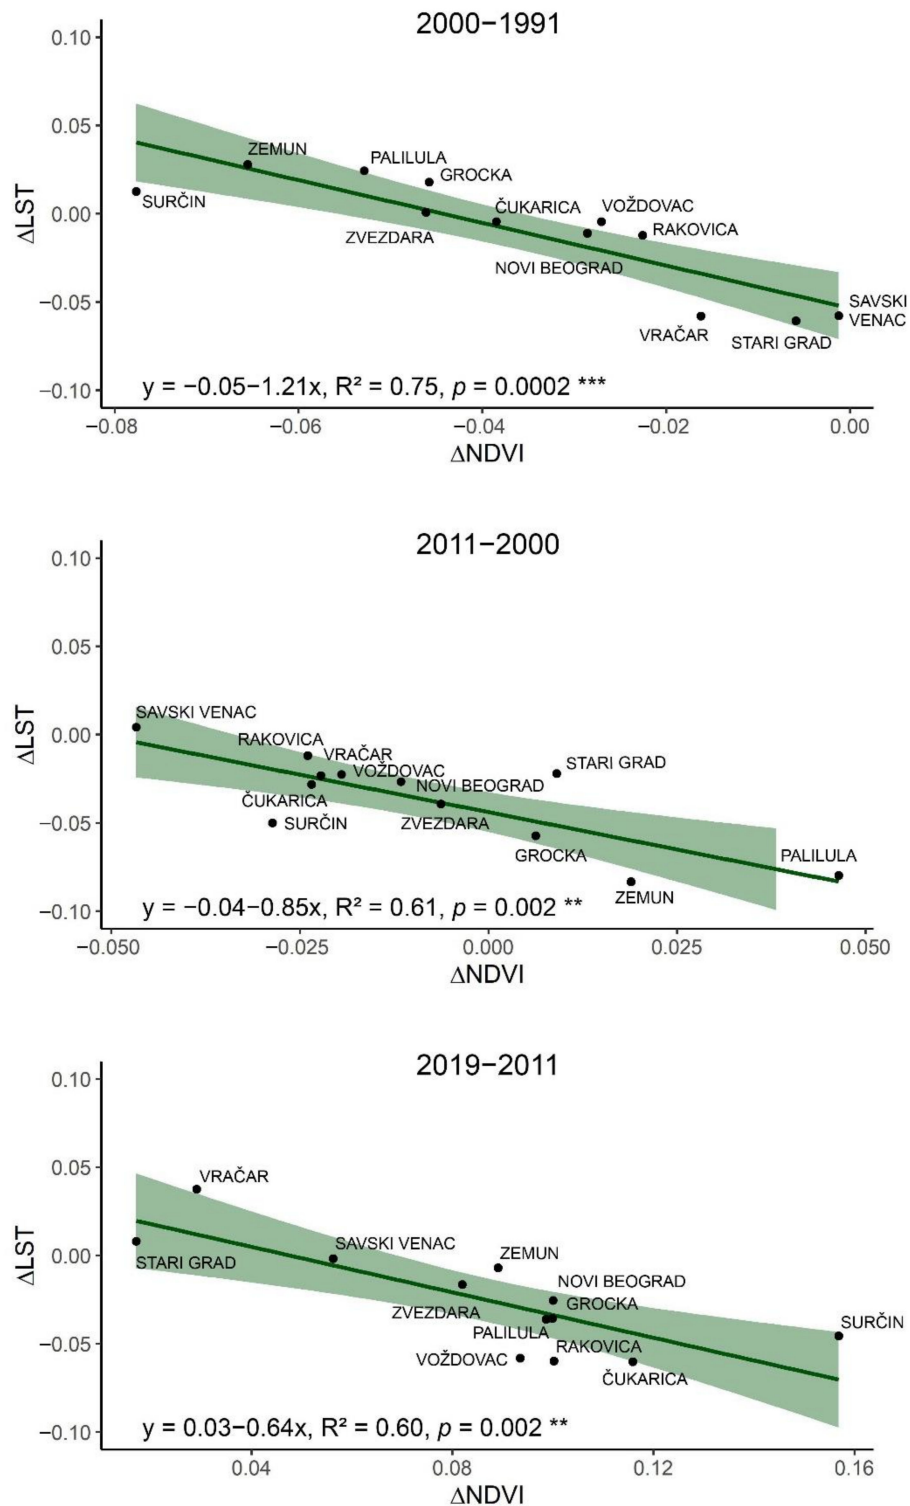 2000−1991
0.10
0.05
0.00
−0.05
−0.10
ΔLST
ZEMUN
PALILULA
GROCKA
SURČIN
ZVEZDARA
ČUKARICA
VOŽDOVAC
RAKOVICA
NOVI BEOGRAD
SAVSKI
VENAC
VRAČAR
STARI GRAD
y = −0.05−1.21x, R² = 0.75, p = 0.0002 ***
−0.08 −0.06 −0.04 −0.02 0.00
ΔNDVI
2011−2000
0.10
0.05
0.00
−0.05
−0.10
ΔLST
SAVSKI VENAC
RAKOVICA
VRAČAR
VOŽDOVAC
STARI GRAD
NOVI BEOGRAD
ČUKARICA
SURČIN
ZVEZDARA
GROCKA
PALILULA
ZEMUN
y = −0.04−0.85x, R² = 0.61, p = 0.002 **
−0.050 −0.025 0.000 0.025 0.050
ΔNDVI
2019−2011
0.10
0.05
0.00
−0.05
−0.10
ΔLST
VRAČAR
STARI GRAD
SAVSKI VENAC
ZEMUN
NOVI BEOGRAD
GROCKA
ZVEZDARA
PALILULA
SURČIN
RAKOVICA
VOŽDOVAC
ČUKARICA
y = 0.03−0.64x, R² = 0.60, p = 0.002 **
0.04 0.08 0.12 0.16
ΔNDVI